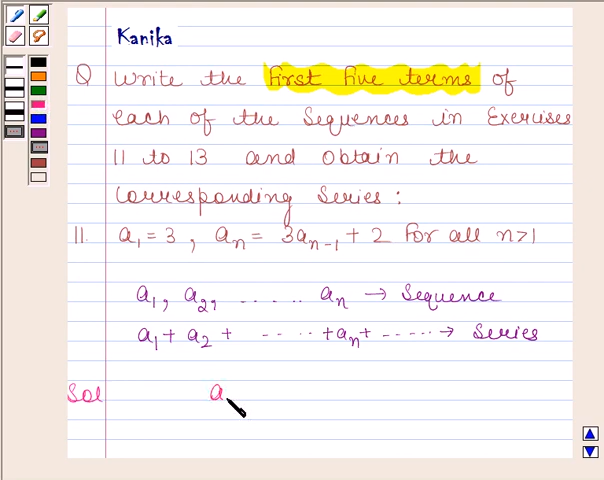 Kanika
Q Write the First Five terms of
each of the Sequences in Exercises
11 to 13 and obtain the
Corresponding Series :
11. a₁ = 3 , aₙ = 3aₙ₋₁ + 2 For all n>1
a₁, a₂, ...... aₙ → Sequence
a₁ + a₂ + ...... + aₙ + ...... → Series
Sol a